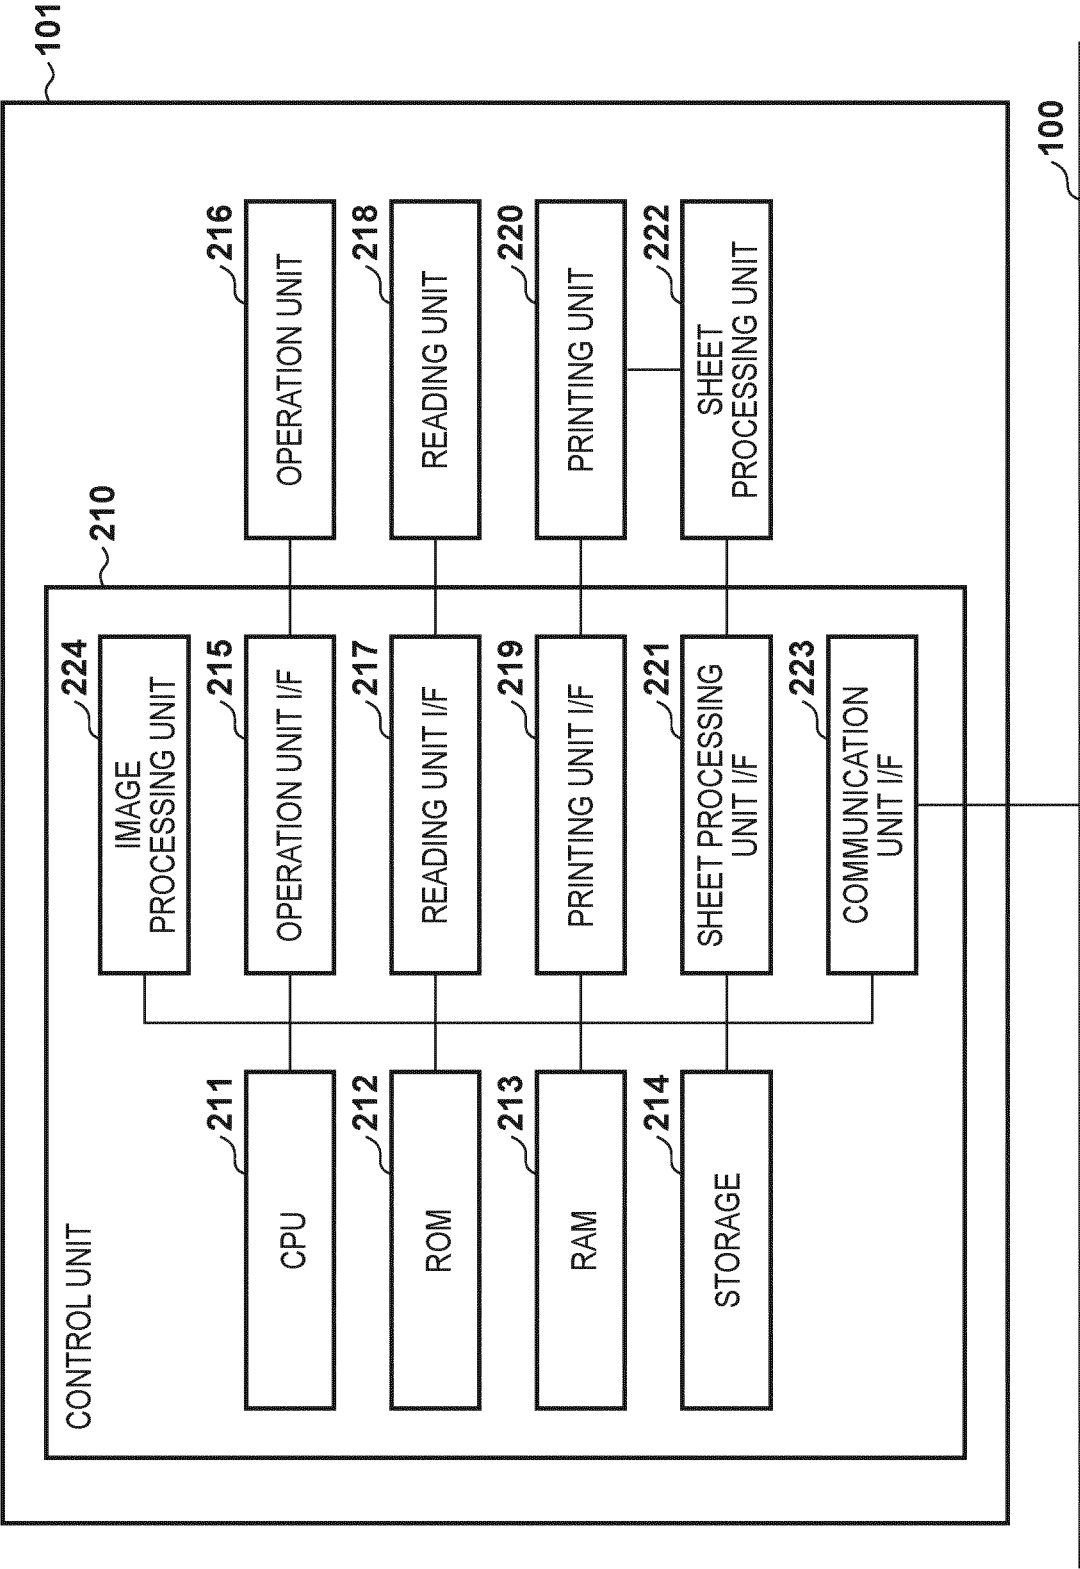 101
CONTROL UNIT
210
224
IMAGE
PROCESSING UNIT
211
CPU
215
OPERATION UNIT I/F
216
OPERATION UNIT
212
ROM
217
READING UNIT I/F
218
READING UNIT
213
RAM
219
PRINTING UNIT I/F
220
PRINTING UNIT
214
STORAGE
221
SHEET PROCESSING
UNIT I/F
222
SHEET
PROCESSING UNIT
223
COMMUNICATION
UNIT I/F
100